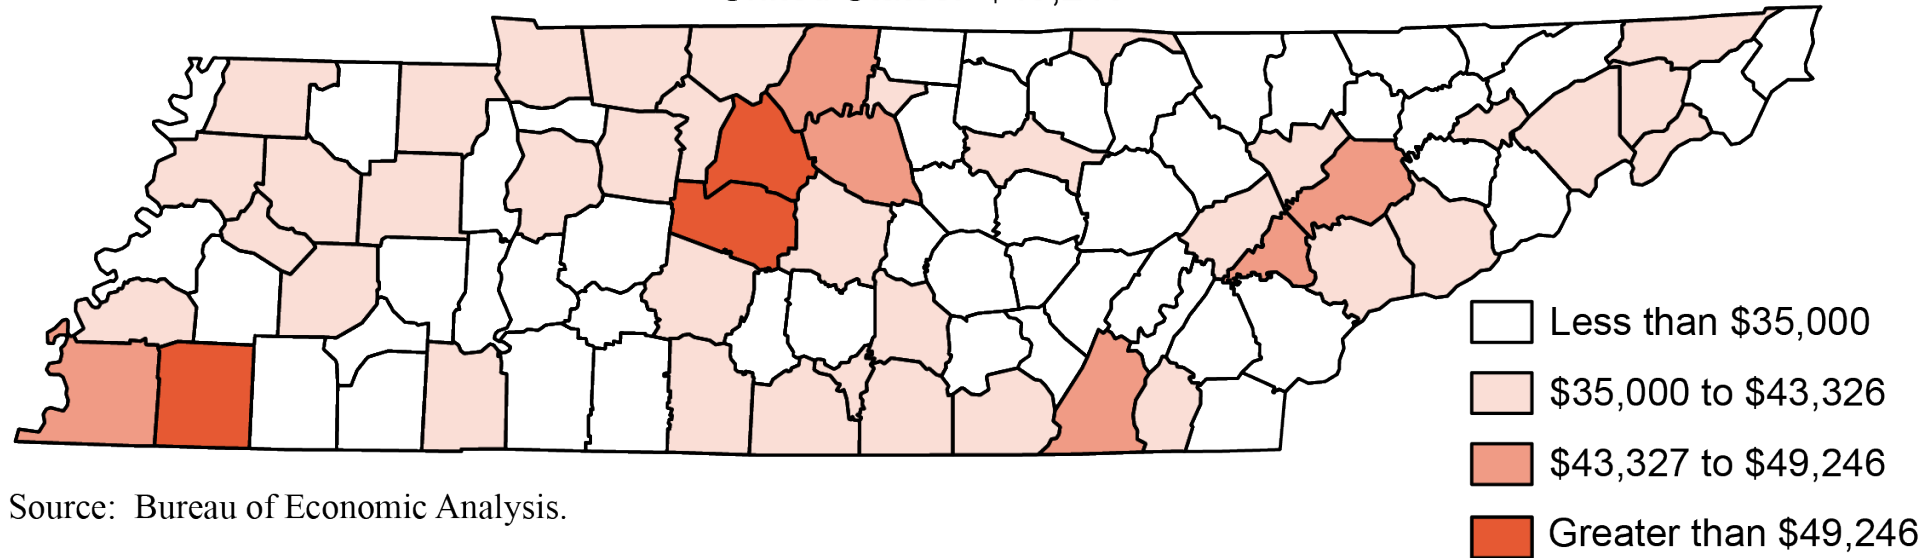 Less than $35,000
$35,000 to $43,326
$43,327 to $49,246
Source: Bureau of Economic Analysis.
Greater than $49,246